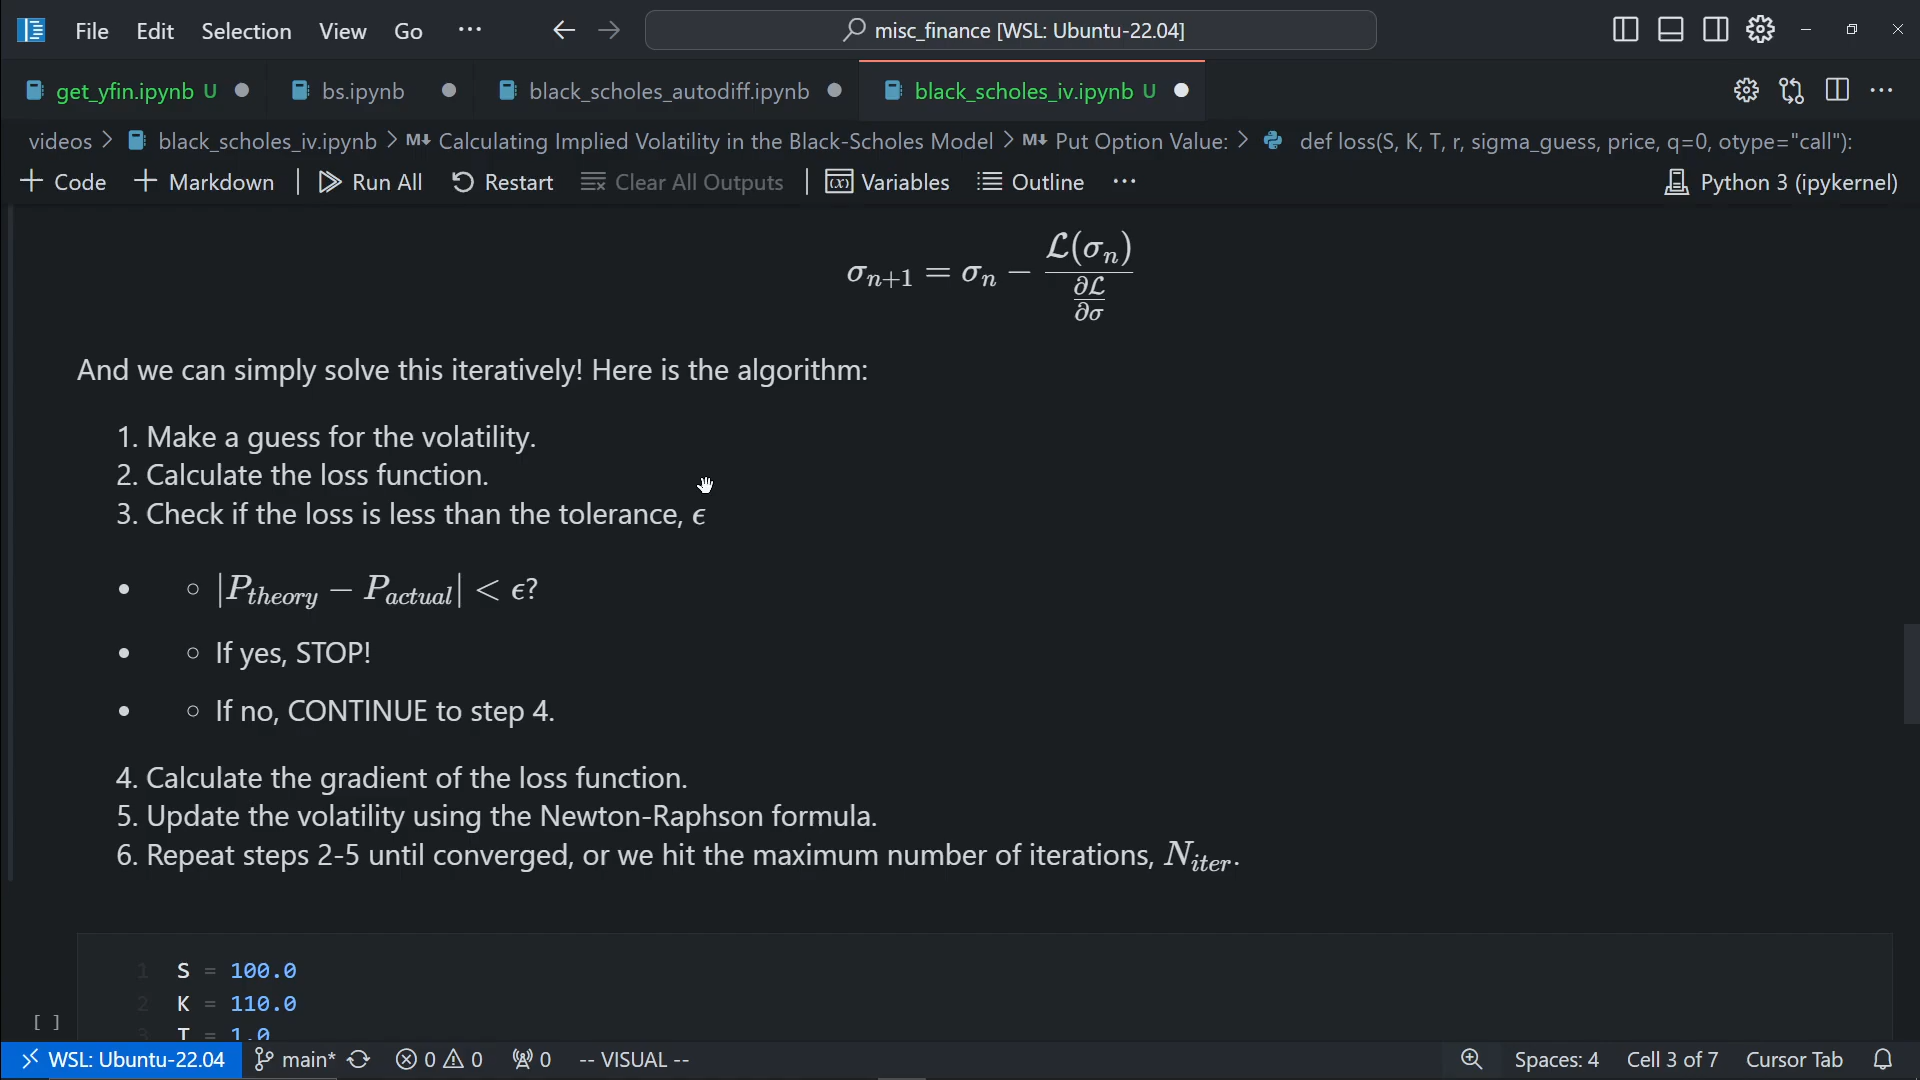 File Edit Selection View Go ··· misc_finance [WSL: Ubuntu-22.04]
get_yfin.ipynb U bs.ipynb black_scholes_autodiff.ipynb black_scholes_iv.ipynb U
videos > black_scholes_iv.ipynb > M↓ Calculating Implied Volatility in the Black-Scholes Model > M↓ Put Option Value: > def loss(S, K, T, r, sigma_guess, price, q=0, otype="call"):
+ Code + Markdown | Run All Restart Clear All Outputs | Variables Outline ··· Python 3 (ipykernel)
σₙ₊₁ = σₙ − ℒ(σₙ) / (∂ℒ/∂σ)
And we can simply solve this iteratively! Here is the algorithm:
1. Make a guess for the volatility.
2. Calculate the loss function.
3. Check if the loss is less than the tolerance, ϵ
• ◦ |P_theory − P_actual| < ϵ?
• ◦ If yes, STOP!
• ◦ If no, CONTINUE to step 4.
4. Calculate the gradient of the loss function.
5. Update the volatility using the Newton-Raphson formula.
6. Repeat steps 2-5 until converged, or we hit the maximum number of iterations, N_iter.
1 S = 100.0
2 K = 110.0
[ ]
3 T = 1.0
WSL: Ubuntu-22.04 main* 0 0 0 -- VISUAL -- Spaces: 4 Cell 3 of 7 Cursor Tab